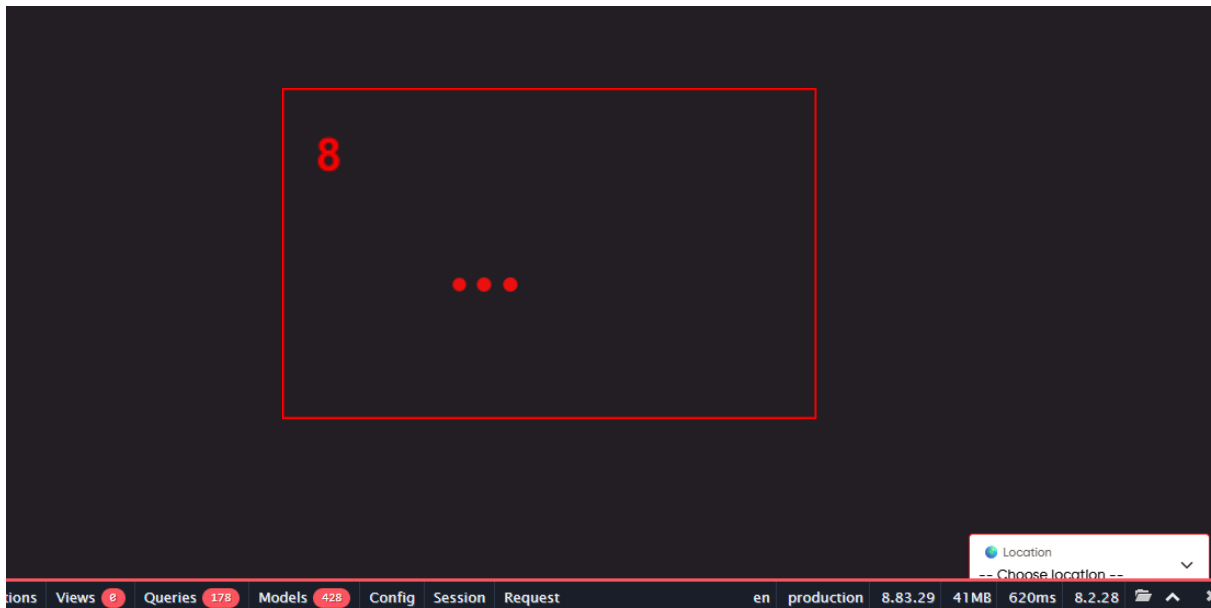 8
Location
-- Choose location --
tions Views 0 Queries 178 Models 428 Config Session Request en production 8.83.29 41MB 620ms 8.2.28